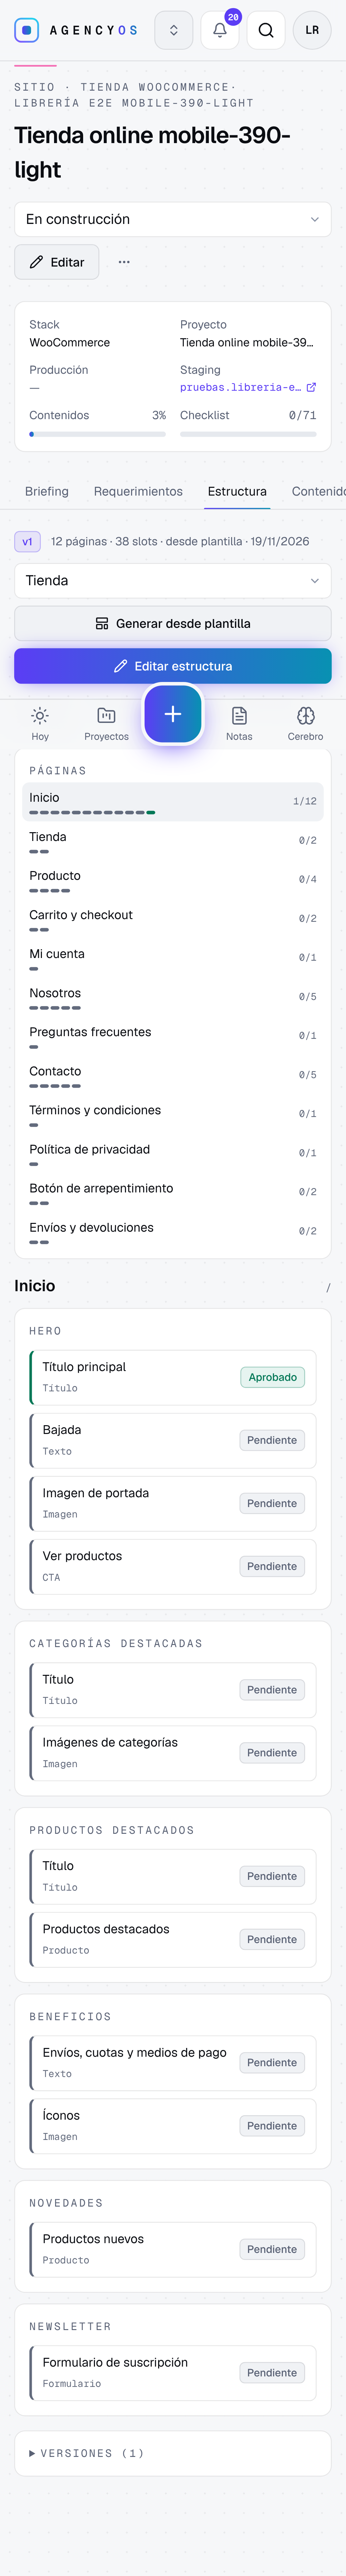 AGENCYOS
20
LR
SITIO · TIENDA WOOCOMMERCE ·
LIBRERÍA E2E MOBILE-390-LIGHT
Tienda online mobile-390-
light
En construcción
Editar
Stack
Proyecto
WooCommerce
Tienda online mobile-39...
Producción
Staging
—
pruebas.libreria-e...
Contenidos 3%
Checklist 0/71
Briefing Requerimientos Estructura Contenido
v1 12 páginas · 38 slots · desde plantilla · 19/11/2026
Tienda
Generar desde plantilla
Editar estructura
+
Hoy Proyectos Notas Cerebro
PÁGINAS
Inicio 1/12
Tienda 0/2
Producto 0/4
Carrito y checkout 0/2
Mi cuenta 0/1
Nosotros 0/5
Preguntas frecuentes 0/1
Contacto 0/5
Términos y condiciones 0/1
Política de privacidad 0/1
Botón de arrepentimiento 0/2
Envíos y devoluciones 0/2
Inicio /
HERO
Título principal
Título
Aprobado
Bajada
Texto
Pendiente
Imagen de portada
Imagen
Pendiente
Ver productos
CTA
Pendiente
CATEGORÍAS DESTACADAS
Título
Título
Pendiente
Imágenes de categorías
Imagen
Pendiente
PRODUCTOS DESTACADOS
Título
Título
Pendiente
Productos destacados
Producto
Pendiente
BENEFICIOS
Envíos, cuotas y medios de pago
Texto
Pendiente
Íconos
Imagen
Pendiente
NOVEDADES
Productos nuevos
Producto
Pendiente
NEWSLETTER
Formulario de suscripción
Formulario
Pendiente
VERSIONES (1)